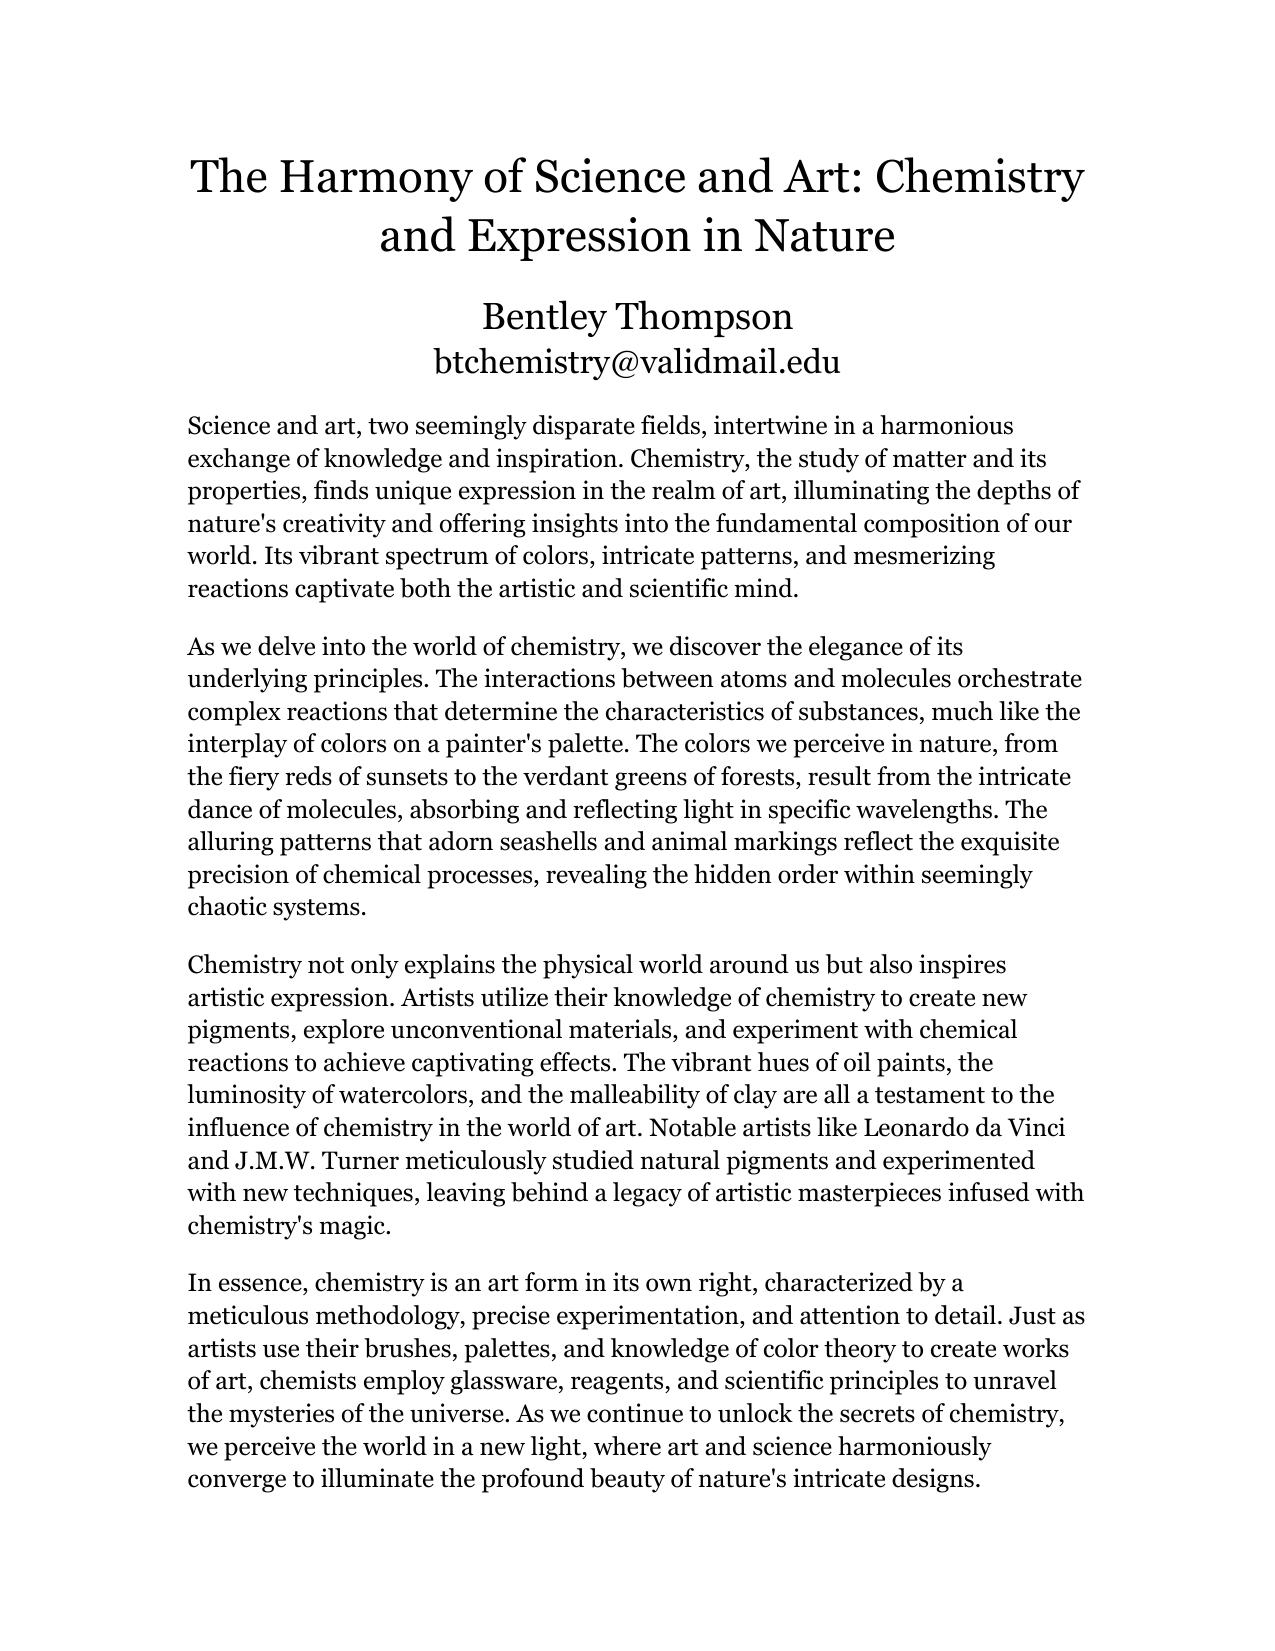 The Harmony of Science and Art: Chemistry
and Expression in Nature
Bentley Thompson
btchemistry@validmail.edu
Science and art, two seemingly disparate fields, intertwine in a harmonious
exchange of knowledge and inspiration. Chemistry, the study of matter and its
properties, finds unique expression in the realm of art, illuminating the depths of
nature's creativity and offering insights into the fundamental composition of our
world. Its vibrant spectrum of colors, intricate patterns, and mesmerizing
reactions captivate both the artistic and scientific mind.
As we delve into the world of chemistry, we discover the elegance of its
underlying principles. The interactions between atoms and molecules orchestrate
complex reactions that determine the characteristics of substances, much like the
interplay of colors on a painter's palette. The colors we perceive in nature, from
the fiery reds of sunsets to the verdant greens of forests, result from the intricate
dance of molecules, absorbing and reflecting light in specific wavelengths. The
alluring patterns that adorn seashells and animal markings reflect the exquisite
precision of chemical processes, revealing the hidden order within seemingly
chaotic systems.
Chemistry not only explains the physical world around us but also inspires
artistic expression. Artists utilize their knowledge of chemistry to create new
pigments, explore unconventional materials, and experiment with chemical
reactions to achieve captivating effects. The vibrant hues of oil paints, the
luminosity of watercolors, and the malleability of clay are all a testament to the
influence of chemistry in the world of art. Notable artists like Leonardo da Vinci
and J.M.W. Turner meticulously studied natural pigments and experimented
with new techniques, leaving behind a legacy of artistic masterpieces infused with
chemistry's magic.
In essence, chemistry is an art form in its own right, characterized by a
meticulous methodology, precise experimentation, and attention to detail. Just as
artists use their brushes, palettes, and knowledge of color theory to create works
of art, chemists employ glassware, reagents, and scientific principles to unravel
the mysteries of the universe. As we continue to unlock the secrets of chemistry,
we perceive the world in a new light, where art and science harmoniously
converge to illuminate the profound beauty of nature's intricate designs.